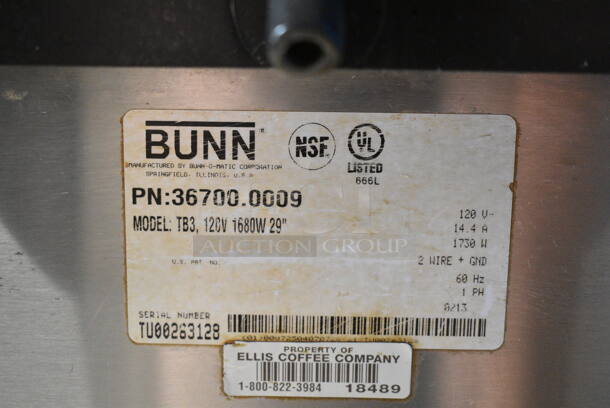 BUNN®
MANUFACTURED BY BUNN-O-MATIC CORPORATION
SPRINGFIELD, ILLINOIS, U.S.A
NSF
UL
LISTED
666L
PN:36700.0009
MODEL: TB3, 120V 1680W 29"
AUCTION GROUP
120 V~
14.4 A
1730 W
U.S. PAT NO.
2 WIRE + GND
60 Hz
1 PH
0213
SERIAL NUMBER
TU00263128
PROPERTY OF
ELLIS COFFEE COMPANY
1-800-822-3984 18489